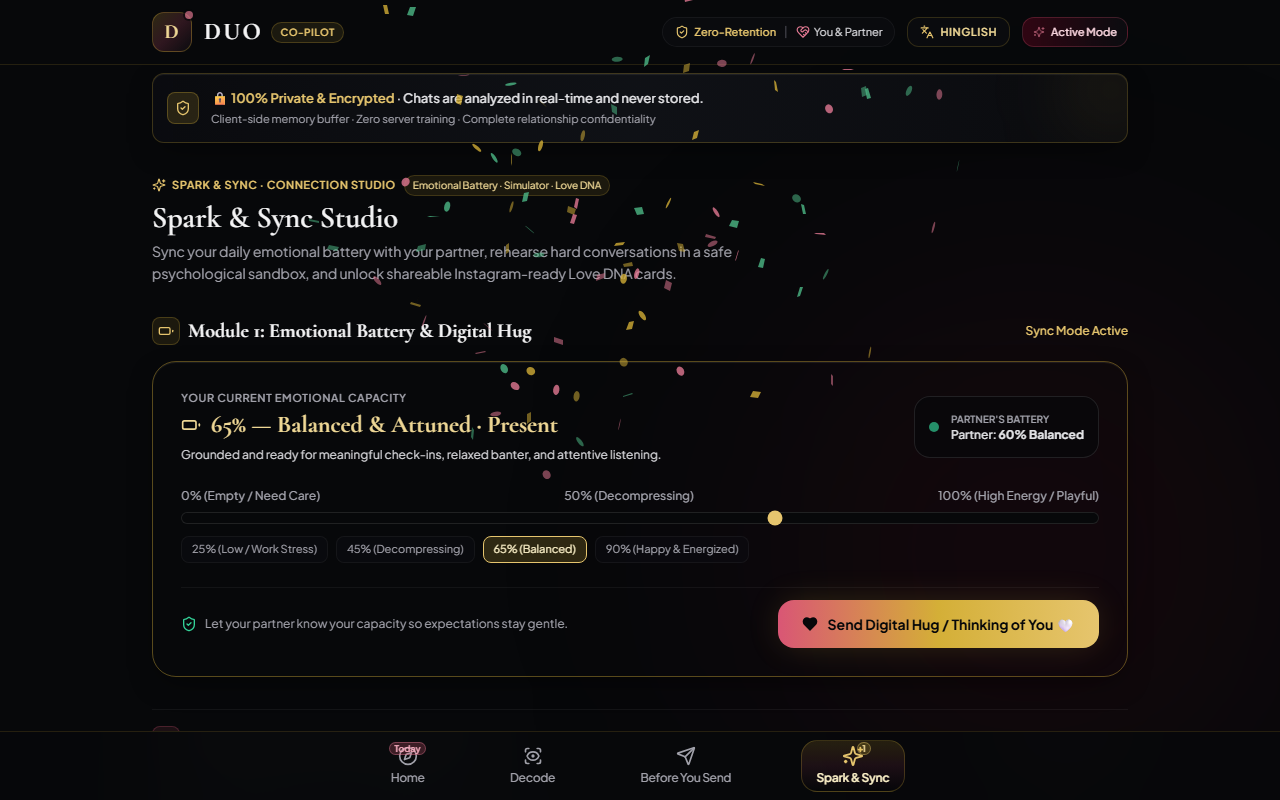 D DUO CO-PILOT
Zero-Retention | You & Partner
HINGLISH
Active Mode
🔒 100% Private & Encrypted · Chats are analyzed in real-time and never stored.
Client-side memory buffer · Zero server training · Complete relationship confidentiality
SPARK & SYNC · CONNECTION STUDIO
Emotional Battery · Simulator · Love DNA
Spark & Sync Studio
Sync your daily emotional battery with your partner, rehearse hard conversations in a safe
psychological sandbox, and unlock shareable Instagram-ready Love DNA cards.
Module 1: Emotional Battery & Digital Hug
Sync Mode Active
YOUR CURRENT EMOTIONAL CAPACITY
65% — Balanced & Attuned · Present
Grounded and ready for meaningful check-ins, relaxed banter, and attentive listening.
PARTNER'S BATTERY
Partner: 60% Balanced
0% (Empty / Need Care)
50% (Decompressing)
100% (High Energy / Playful)
25% (Low / Work Stress)
45% (Decompressing)
65% (Balanced)
90% (Happy & Energized)
Let your partner know your capacity so expectations stay gentle.
Send Digital Hug / Thinking of You 🤍
Today
Home
Decode
Before You Send
+1
Spark & Sync